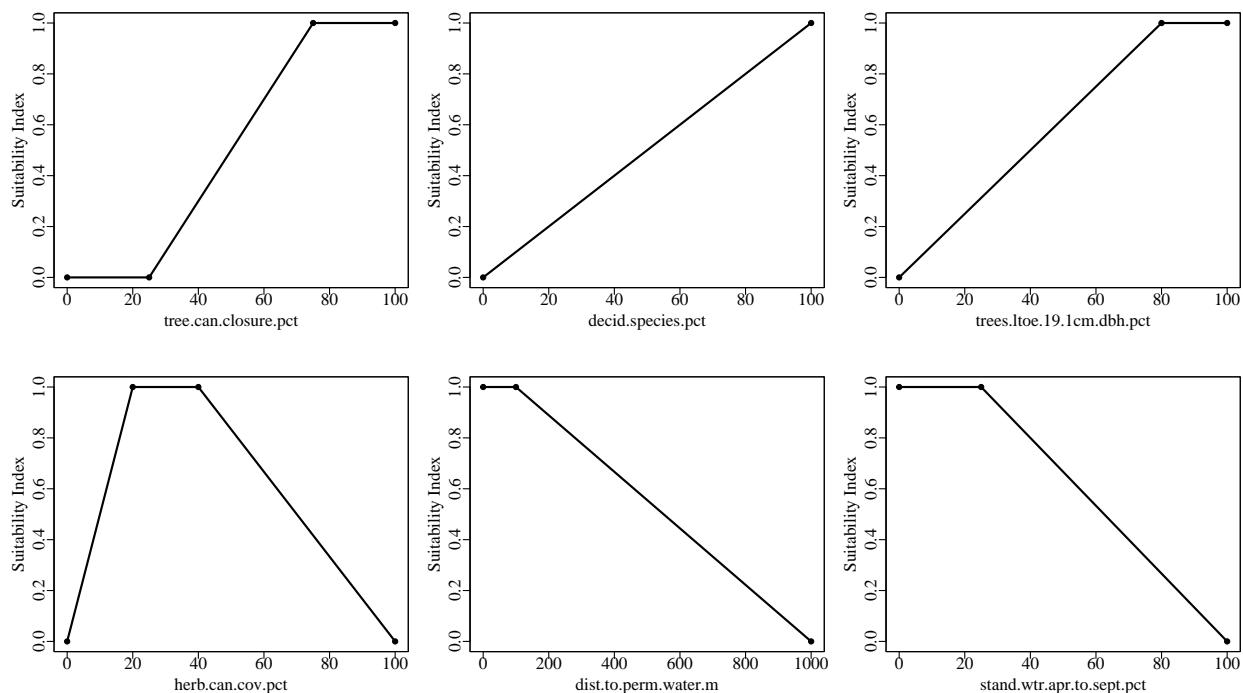 Suitability Index
0.0 0.2 0.4 0.6 0.8 1.0
0 20 40 60 80 100
tree.can.closure.pct
Suitability Index
0.0 0.2 0.4 0.6 0.8 1.0
0 20 40 60 80 100
decid.species.pct
Suitability Index
0.0 0.2 0.4 0.6 0.8 1.0
0 20 40 60 80 100
trees.ltoe.19.1cm.dbh.pct
Suitability Index
0.0 0.2 0.4 0.6 0.8 1.0
0 20 40 60 80 100
herb.can.cov.pct
Suitability Index
0.0 0.2 0.4 0.6 0.8 1.0
0 200 400 600 800 1000
dist.to.perm.water.m
Suitability Index
0.0 0.2 0.4 0.6 0.8 1.0
0 20 40 60 80 100
stand.wtr.apr.to.sept.pct